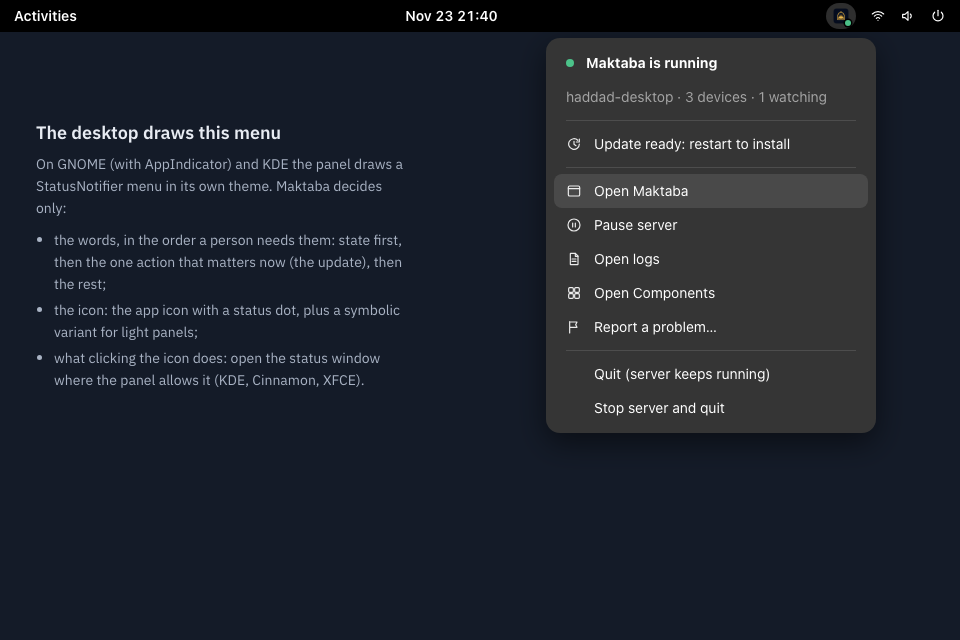 Activities
Nov 23 21:40
The desktop draws this menu
On GNOME (with AppIndicator) and KDE the panel draws a
StatusNotifier menu in its own theme. Maktaba decides
only:
• the words, in the order a person needs them: state first,
then the one action that matters now (the update), then
the rest;
• the icon: the app icon with a status dot, plus a symbolic
variant for light panels;
• what clicking the icon does: open the status window
where the panel allows it (KDE, Cinnamon, XFCE).
Maktaba is running
haddad-desktop · 3 devices · 1 watching
Update ready: restart to install
Open Maktaba
Pause server
Open logs
Open Components
Report a problem...
Quit (server keeps running)
Stop server and quit